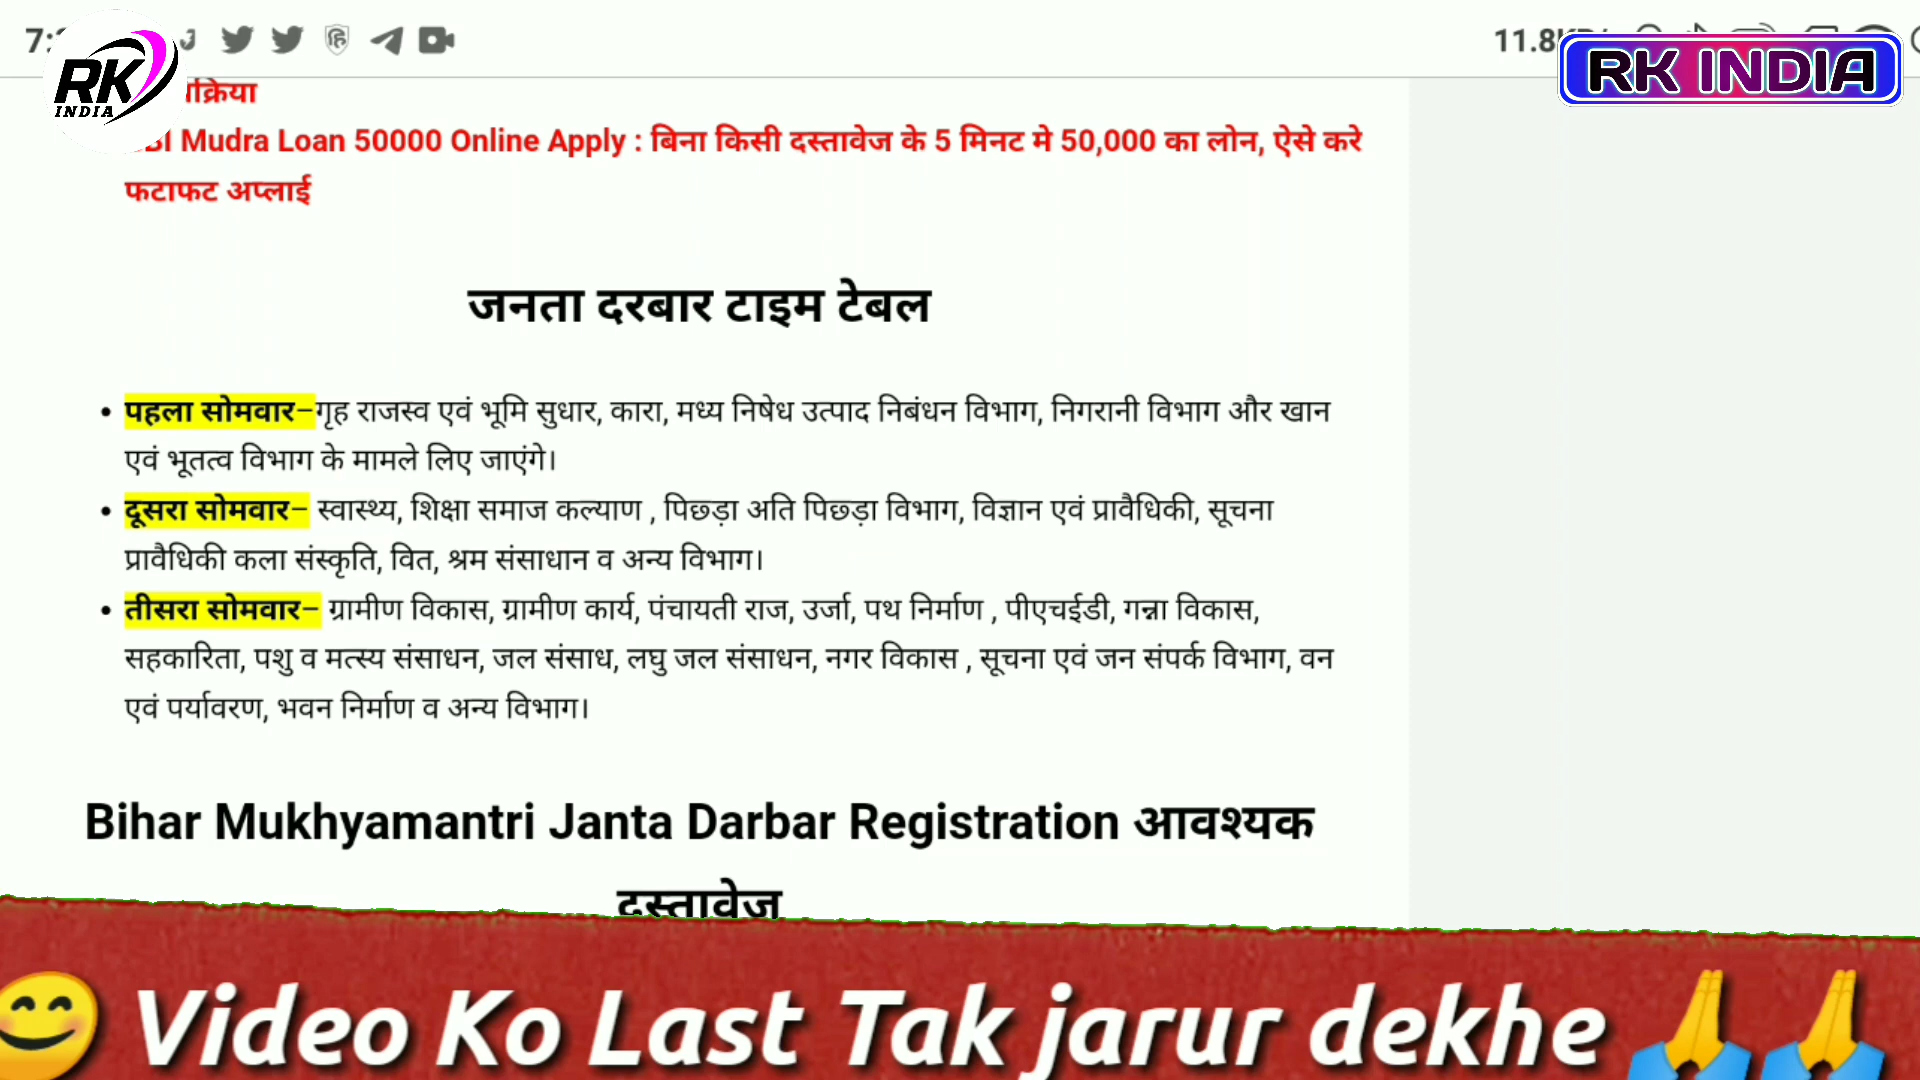 RK
INDIA
RK INDIA
Mudra Loan 50000 Online Apply : बिना किसी दस्तावेज के 5 मिनट मे 50,000 का लोन, ऐसे करे
फटाफट अप्लाई
जनता दरबार टाइम टेबल
• पहला सोमवार–गृह राजस्व एवं भूमि सुधार, कारा, मध्य निषेध उत्पाद निबंधन विभाग, निगरानी विभाग और खान
एवं भूतत्व विभाग के मामले लिए जाएंगे।
• दूसरा सोमवार– स्वास्थ्य, शिक्षा समाज कल्याण , पिछड़ा अति पिछड़ा विभाग, विज्ञान एवं प्रावैधिकी, सूचना
प्रावैधिकी कला संस्कृति, वित, श्रम संसाधान व अन्य विभाग।
• तीसरा सोमवार– ग्रामीण विकास, ग्रामीण कार्य, पंचायती राज, उर्जा, पथ निर्माण , पीएचईडी, गन्ना विकास,
सहकारिता, पशु व मत्स्य संसाधन, जल संसाध, लघु जल संसाधन, नगर विकास , सूचना एवं जन संपर्क विभाग, वन
एवं पर्यावरण, भवन निर्माण व अन्य विभाग।
Bihar Mukhyamantri Janta Darbar Registration आवश्यक
दस्तावेज
Video Ko Last Tak jarur dekhe